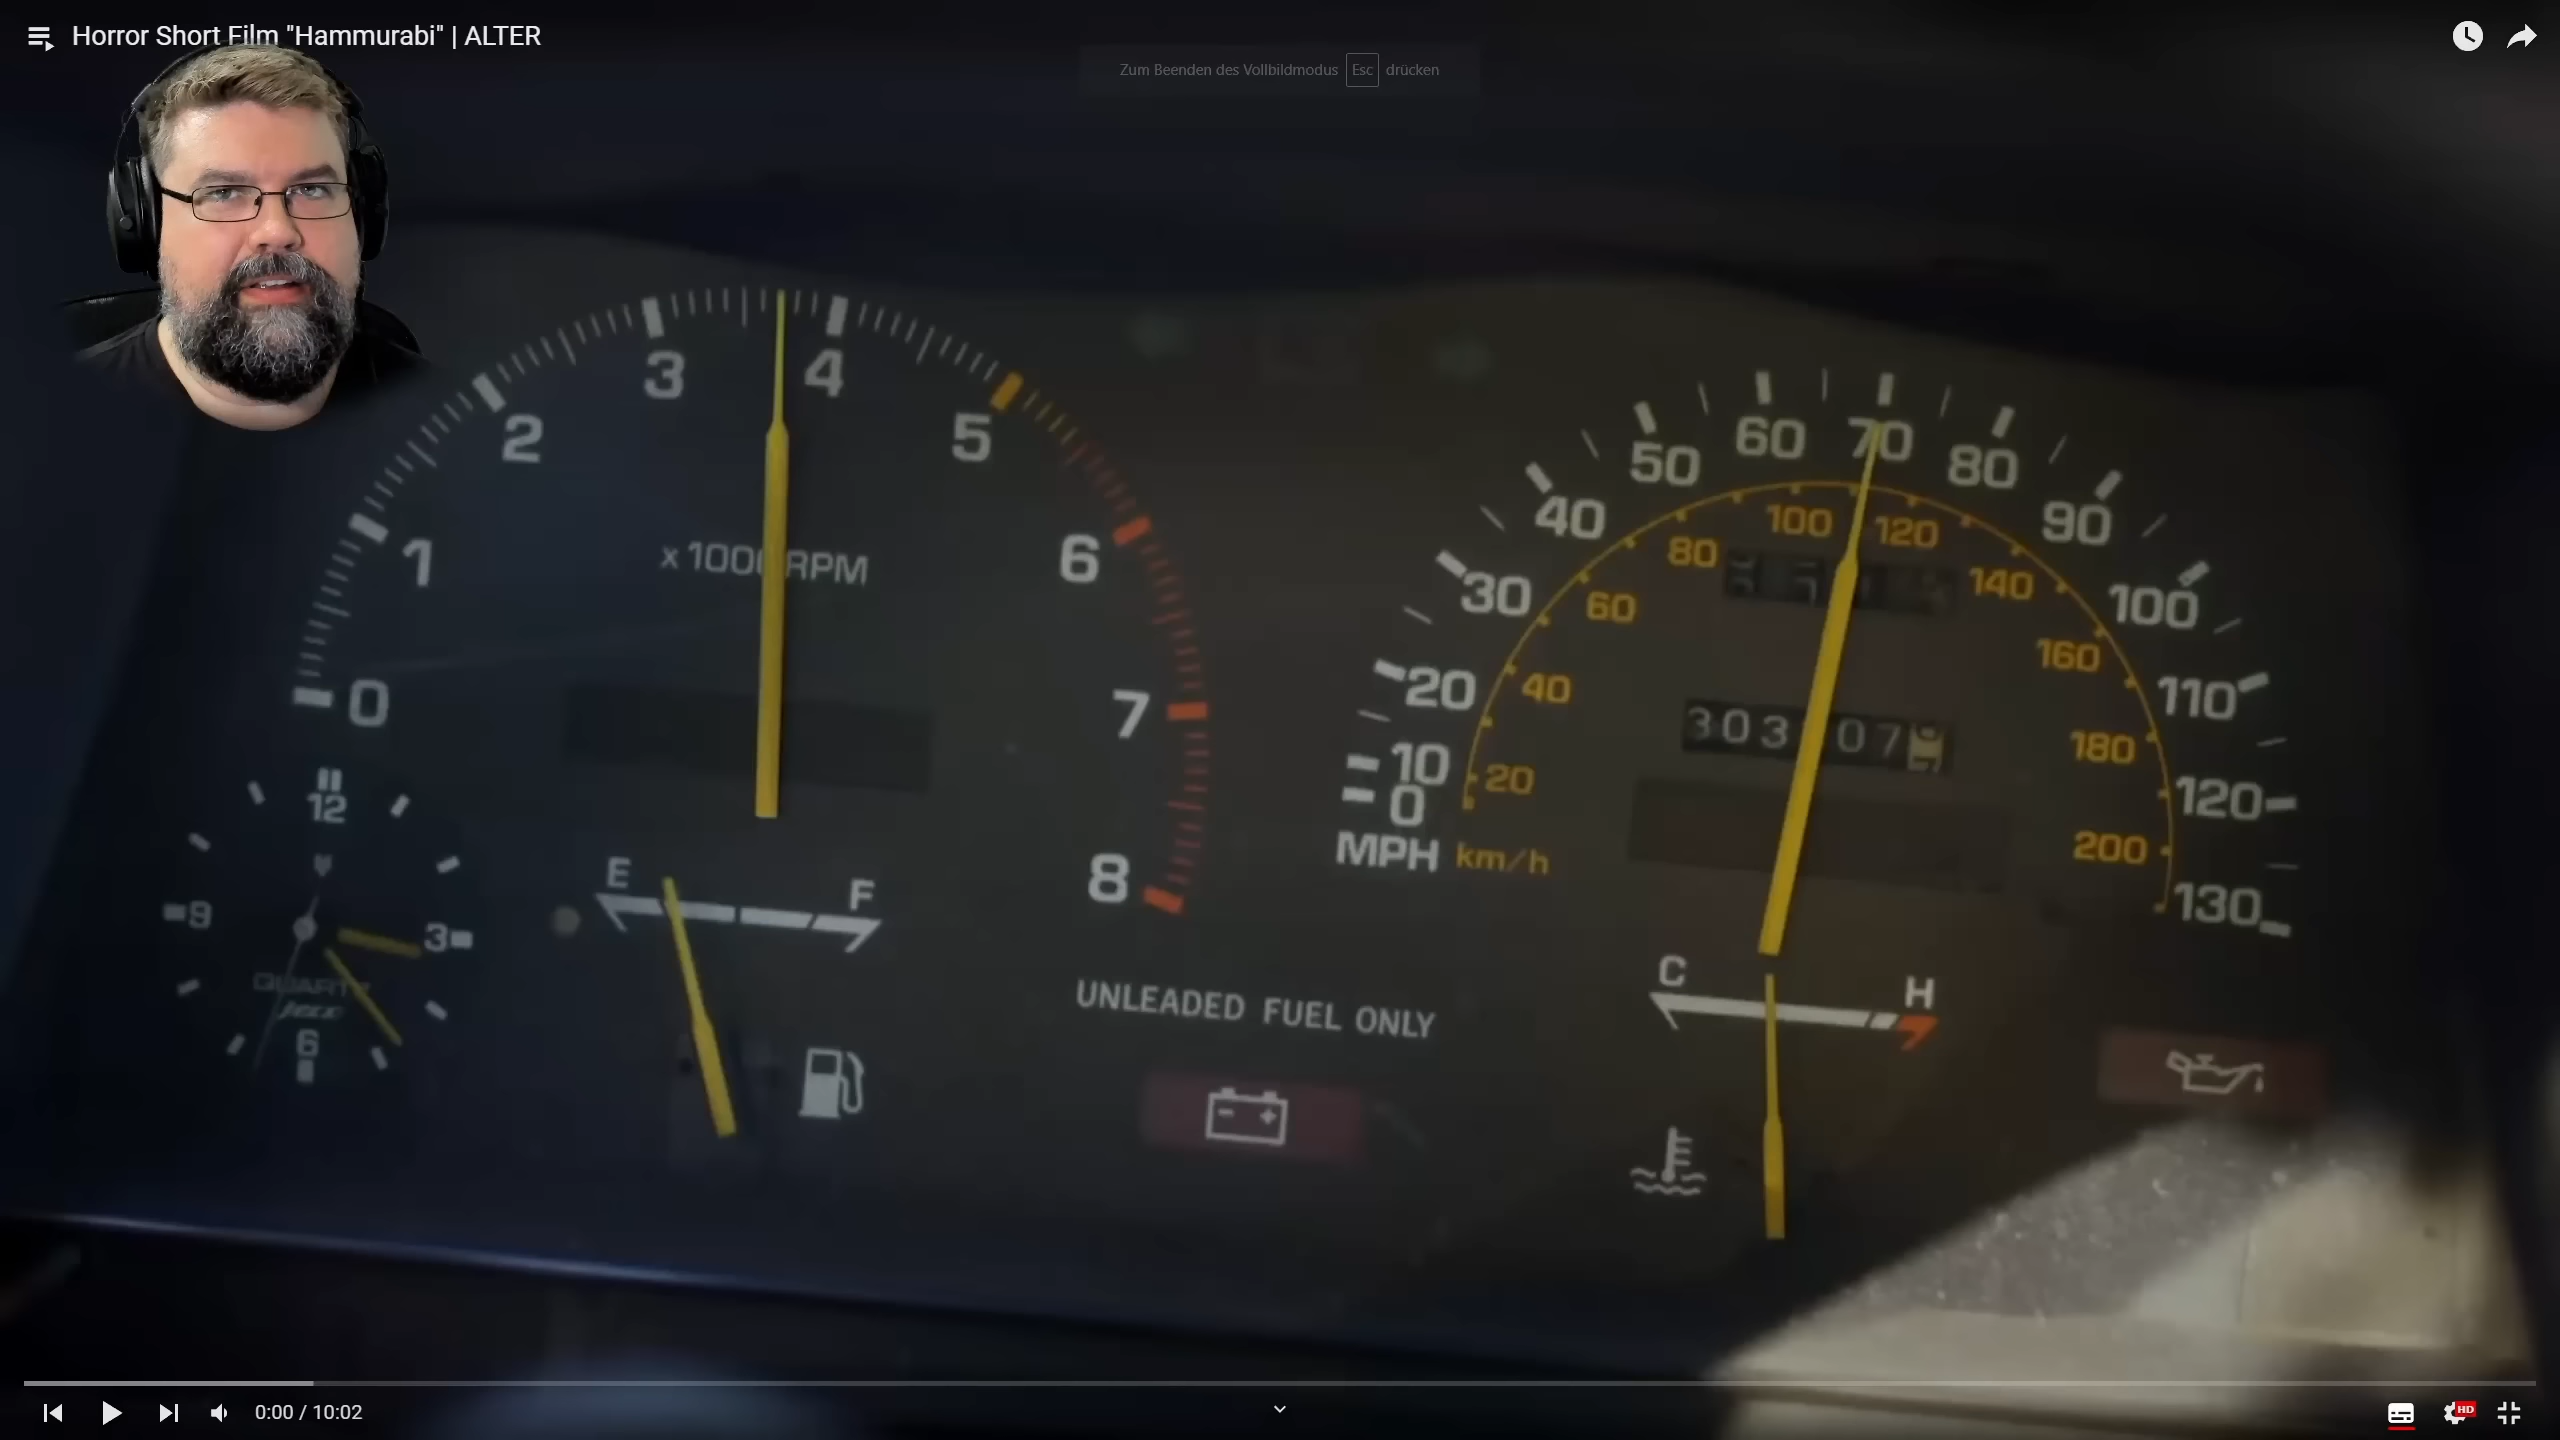 Horror Short Film "Hammurabi" | ALTER
Zum Beenden des Vollbildmodus Esc drücken
0 1 2 3 4 5 6 7 8
x 1000 RPM
0 10 20 30 40 50 60 70 80 90 100 110 120 130
20 40 60 80 100 120 140 160 180 200
MPH km/h
12
3
6
9
QUARTZ
E F
UNLEADED FUEL ONLY
C H
0:00 / 10:02
HD